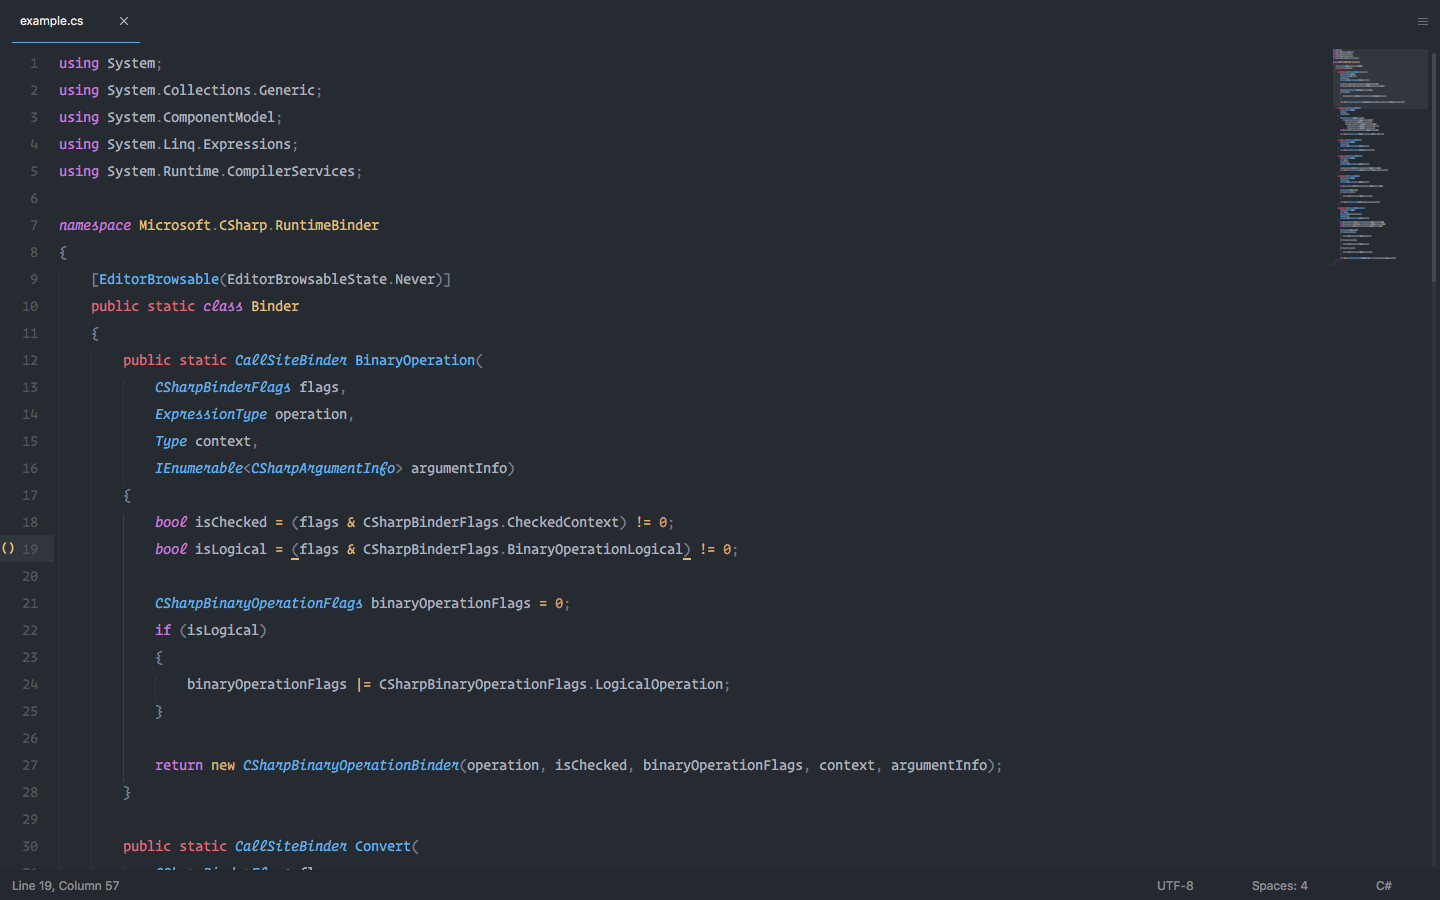 example.cs
1 using System;
2 using System.Collections.Generic;
3 using System.ComponentModel;
4 using System.Linq.Expressions;
5 using System.Runtime.CompilerServices;
6
7 namespace Microsoft.CSharp.RuntimeBinder
8 {
9 [EditorBrowsable(EditorBrowsableState.Never)]
10 public static class Binder
11 {
12 public static CallSiteBinder BinaryOperation(
13 CSharpBinderFlags flags,
14 ExpressionType operation,
15 Type context,
16 IEnumerable<CSharpArgumentInfo> argumentInfo)
17 {
18 bool isChecked = (flags & CSharpBinderFlags.CheckedContext) != 0;
() 19 bool isLogical = (flags & CSharpBinderFlags.BinaryOperationLogical) != 0;
20
21 CSharpBinaryOperationFlags binaryOperationFlags = 0;
22 if (isLogical)
23 {
24 binaryOperationFlags |= CSharpBinaryOperationFlags.LogicalOperation;
25 }
26
27 return new CSharpBinaryOperationBinder(operation, isChecked, binaryOperationFlags, context, argumentInfo);
28 }
29
30 public static CallSiteBinder Convert(
Line 19, Column 57 UTF-8 Spaces: 4 C#